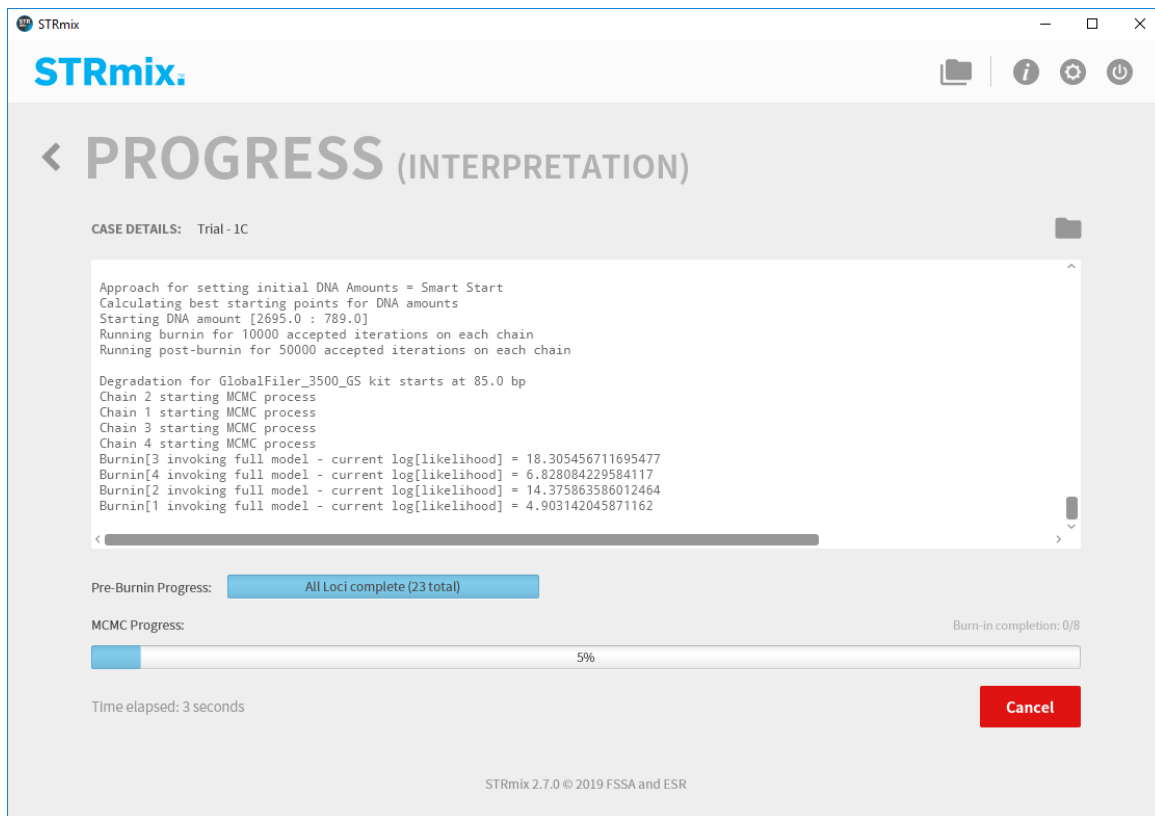 STRmix
STRmix.™
PROGRESS (INTERPRETATION)
CASE DETAILS: Trial - 1C
Approach for setting initial DNA Amounts = Smart Start
Calculating best starting points for DNA amounts
Starting DNA amount [2695.0 : 789.0]
Running burnin for 10000 accepted iterations on each chain
Running post-burnin for 50000 accepted iterations on each chain
Degradation for GlobalFiler_3500_GS kit starts at 85.0 bp
Chain 2 starting MCMC process
Chain 1 starting MCMC process
Chain 3 starting MCMC process
Chain 4 starting MCMC process
Burnin[3 invoking full model - current log[likelihood] = 18.305456711695477
Burnin[4 invoking full model - current log[likelihood] = 6.828084229584117
Burnin[2 invoking full model - current log[likelihood] = 14.375863586012464
Burnin[1 invoking full model - current log[likelihood] = 4.903142045871162
Pre-Burnin Progress: All Loci complete (23 total)
MCMC Progress: Burn-in completion: 0/8
5%
Time elapsed: 3 seconds Cancel
STRmix 2.7.0 © 2019 FSSA and ESR